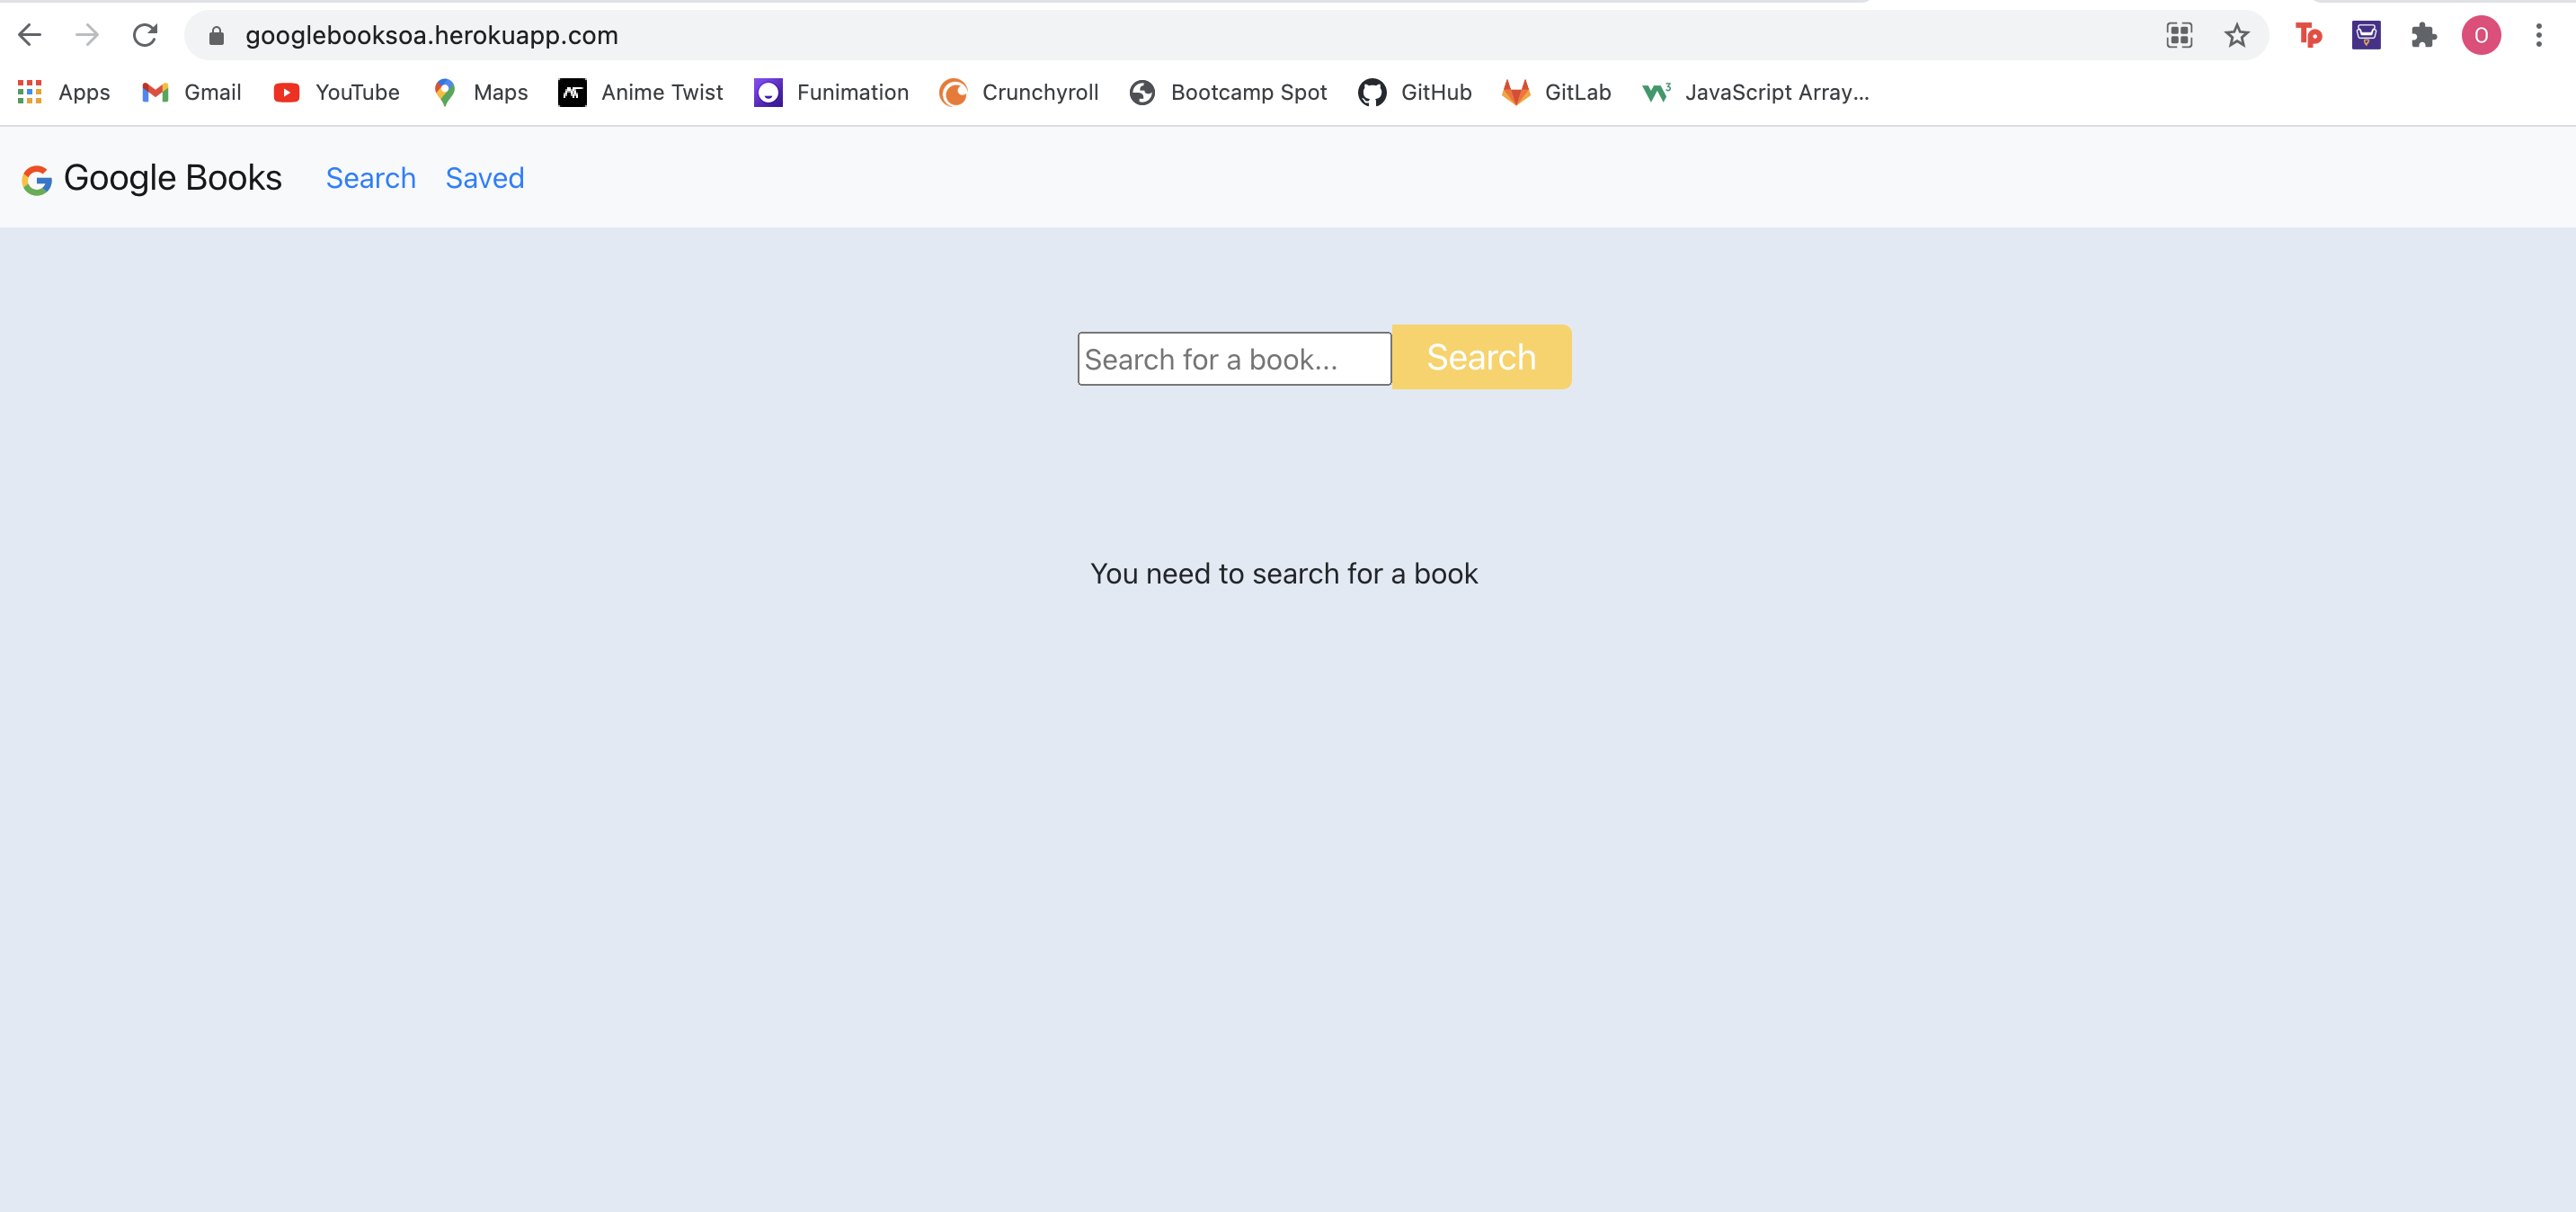 googlebooksoa.herokuapp.com
Tp
O
Apps Gmail YouTube Maps Anime Twist Funimation Crunchyroll Bootcamp Spot GitHub GitLab JavaScript Array...
Google Books Search Saved
Search for a book... Search
You need to search for a book